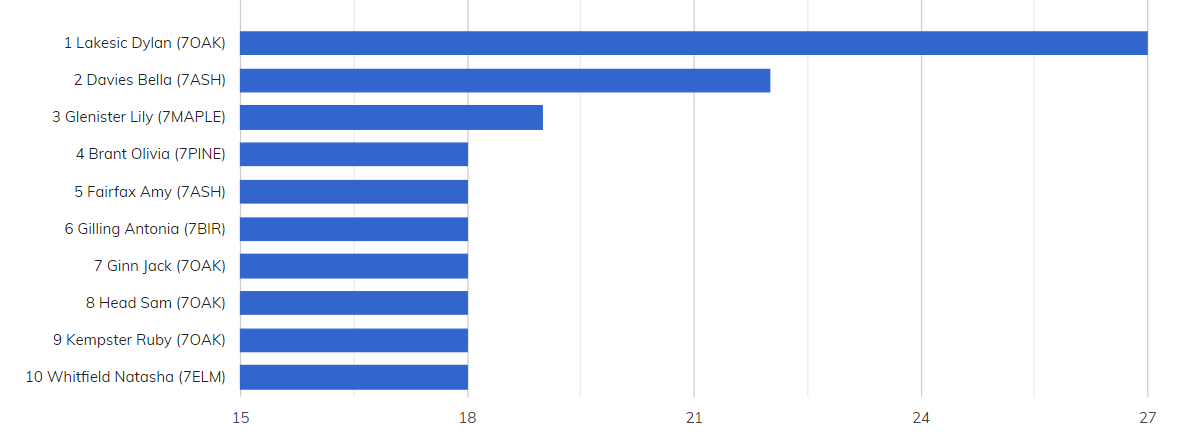 1 Lakesic Dylan (7OAK)
2 Davies Bella (7ASH)
3 Glenister Lily (7MAPLE)
4 Brant Olivia (7PINE)
5 Fairfax Amy (7ASH)
6 Gilling Antonia (7BIR)
7 Ginn Jack (7OAK)
8 Head Sam (7OAK)
9 Kempster Ruby (7OAK)
10 Whitfield Natasha (7ELM)
15 18 21 24 27